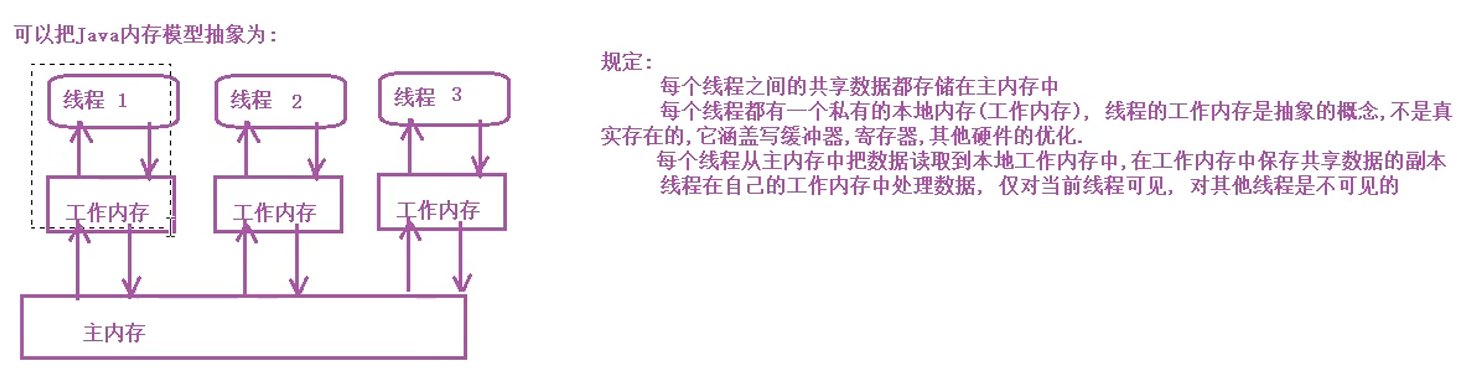 可以把Java内存模型抽象为:
线程 1
线程 2
线程 3
工作内存
工作内存
工作内存
主内存
规定:
每个线程之间的共享数据都存储在主内存中
每个线程都有一个私有的本地内存(工作内存), 线程的工作内存是抽象的概念,不是真
实存在的,它涵盖写缓冲器,寄存器,其他硬件的优化.
每个线程从主内存中把数据读取到本地工作内存中,在工作内存中保存共享数据的副本
线程在自己的工作内存中处理数据, 仅对当前线程可见, 对其他线程是不可见的